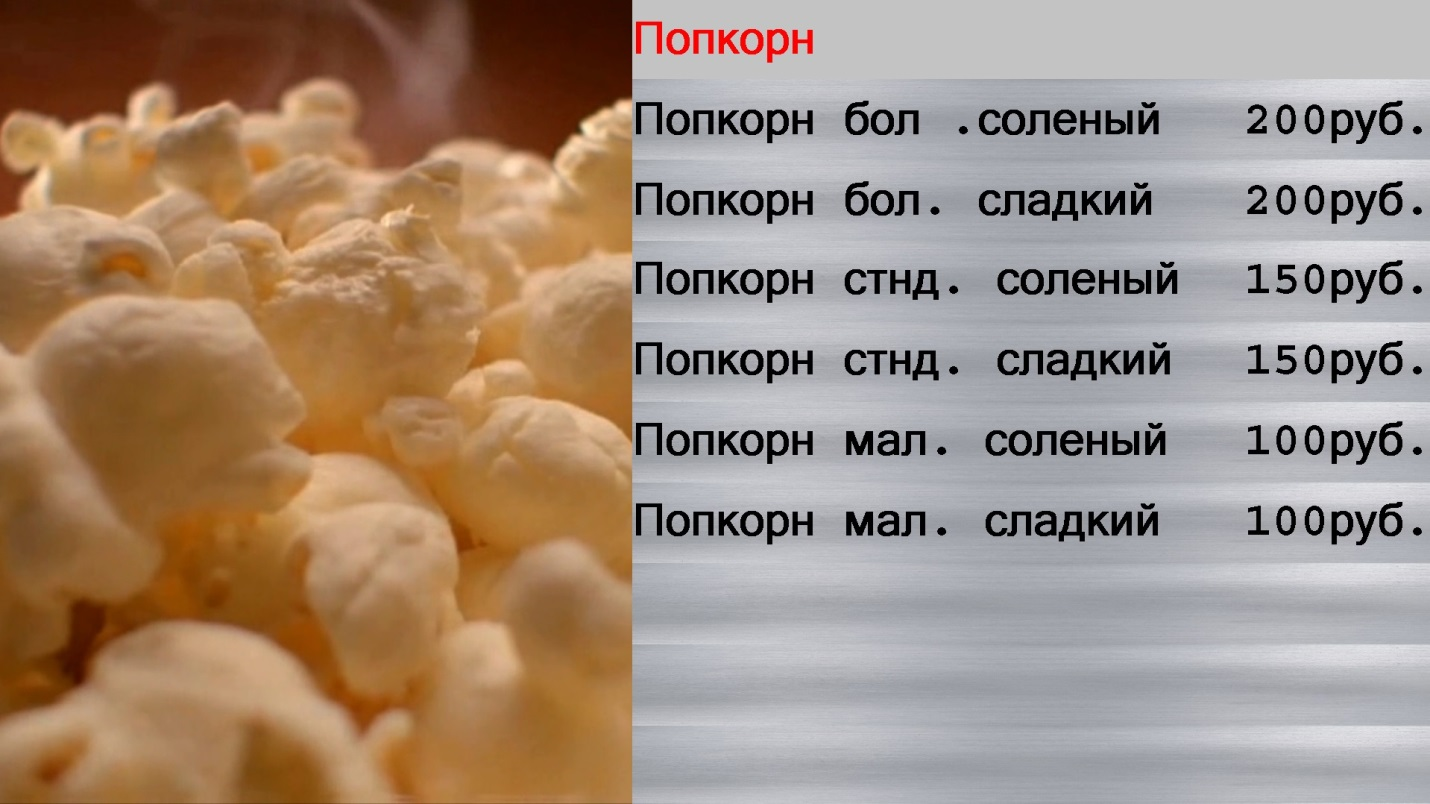 Попкорн
Попкорн бол .соленый 200руб.
Попкорн бол. сладкий 200руб.
Попкорн стнд. соленый 150руб.
Попкорн стнд. сладкий 150руб.
Попкорн мал. соленый 100руб.
Попкорн мал. сладкий 100руб.